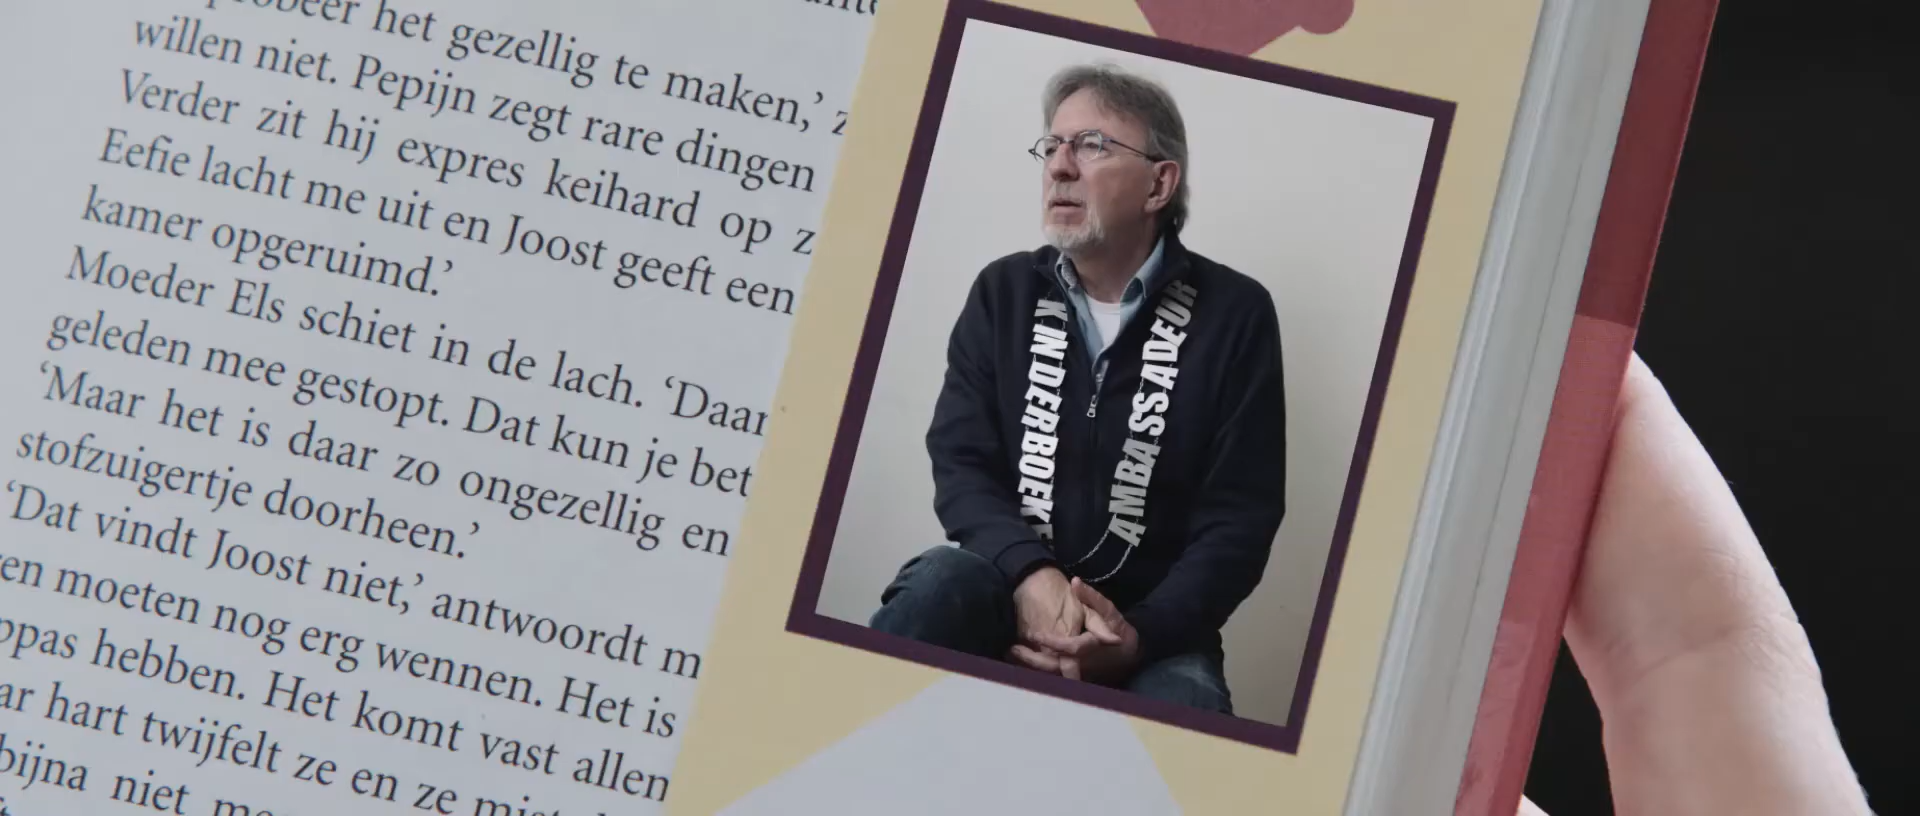 probeer het gezellig te maken,’ z
willen niet. Pepijn zegt rare dingen
Verder zit hij expres keihard op z
Eefie lacht me uit en Joost geeft een
kamer opgeruimd.’
Moeder Els schiet in de lach. ‘Daar
geleden mee gestopt. Dat kun je bet
‘Maar het is daar zo ongezellig en
stofzuigertje doorheen.’
‘Dat vindt Joost niet,’ antwoordt m
en moeten nog erg wennen. Het is
ppas hebben. Het komt vast allen
ar hart twijfelt ze en ze mist
bijna niet me
KINDERBOEK
AMBASSADEUR